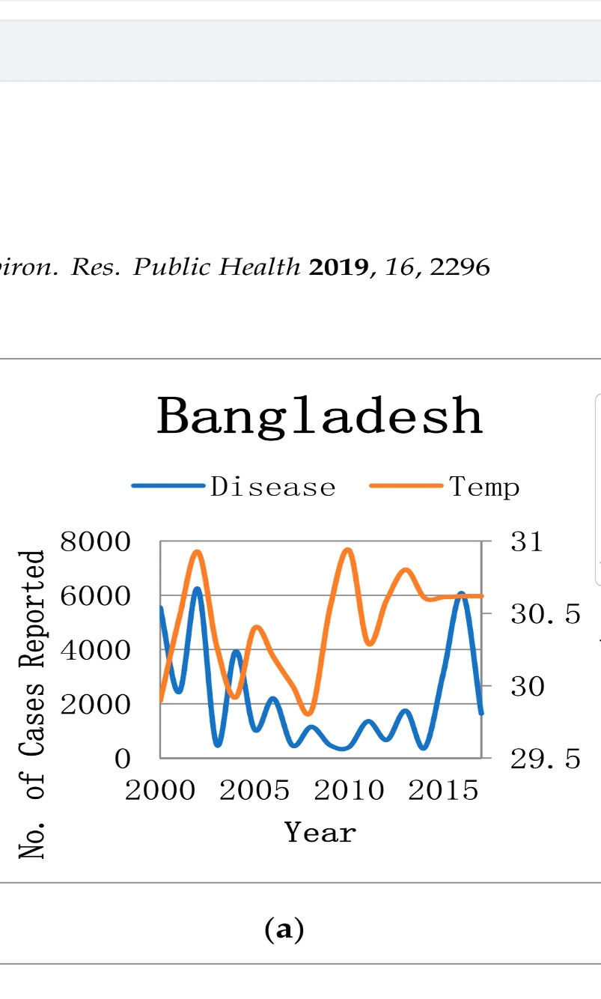 Res. Public Health 2019, 16, 2296
Bangladesh
Disease Temp
8000 31
6000 30.5
4000 30
2000 29.5
0
2000 2005 2010 2015
Year
No. of Cases Reported
(a)